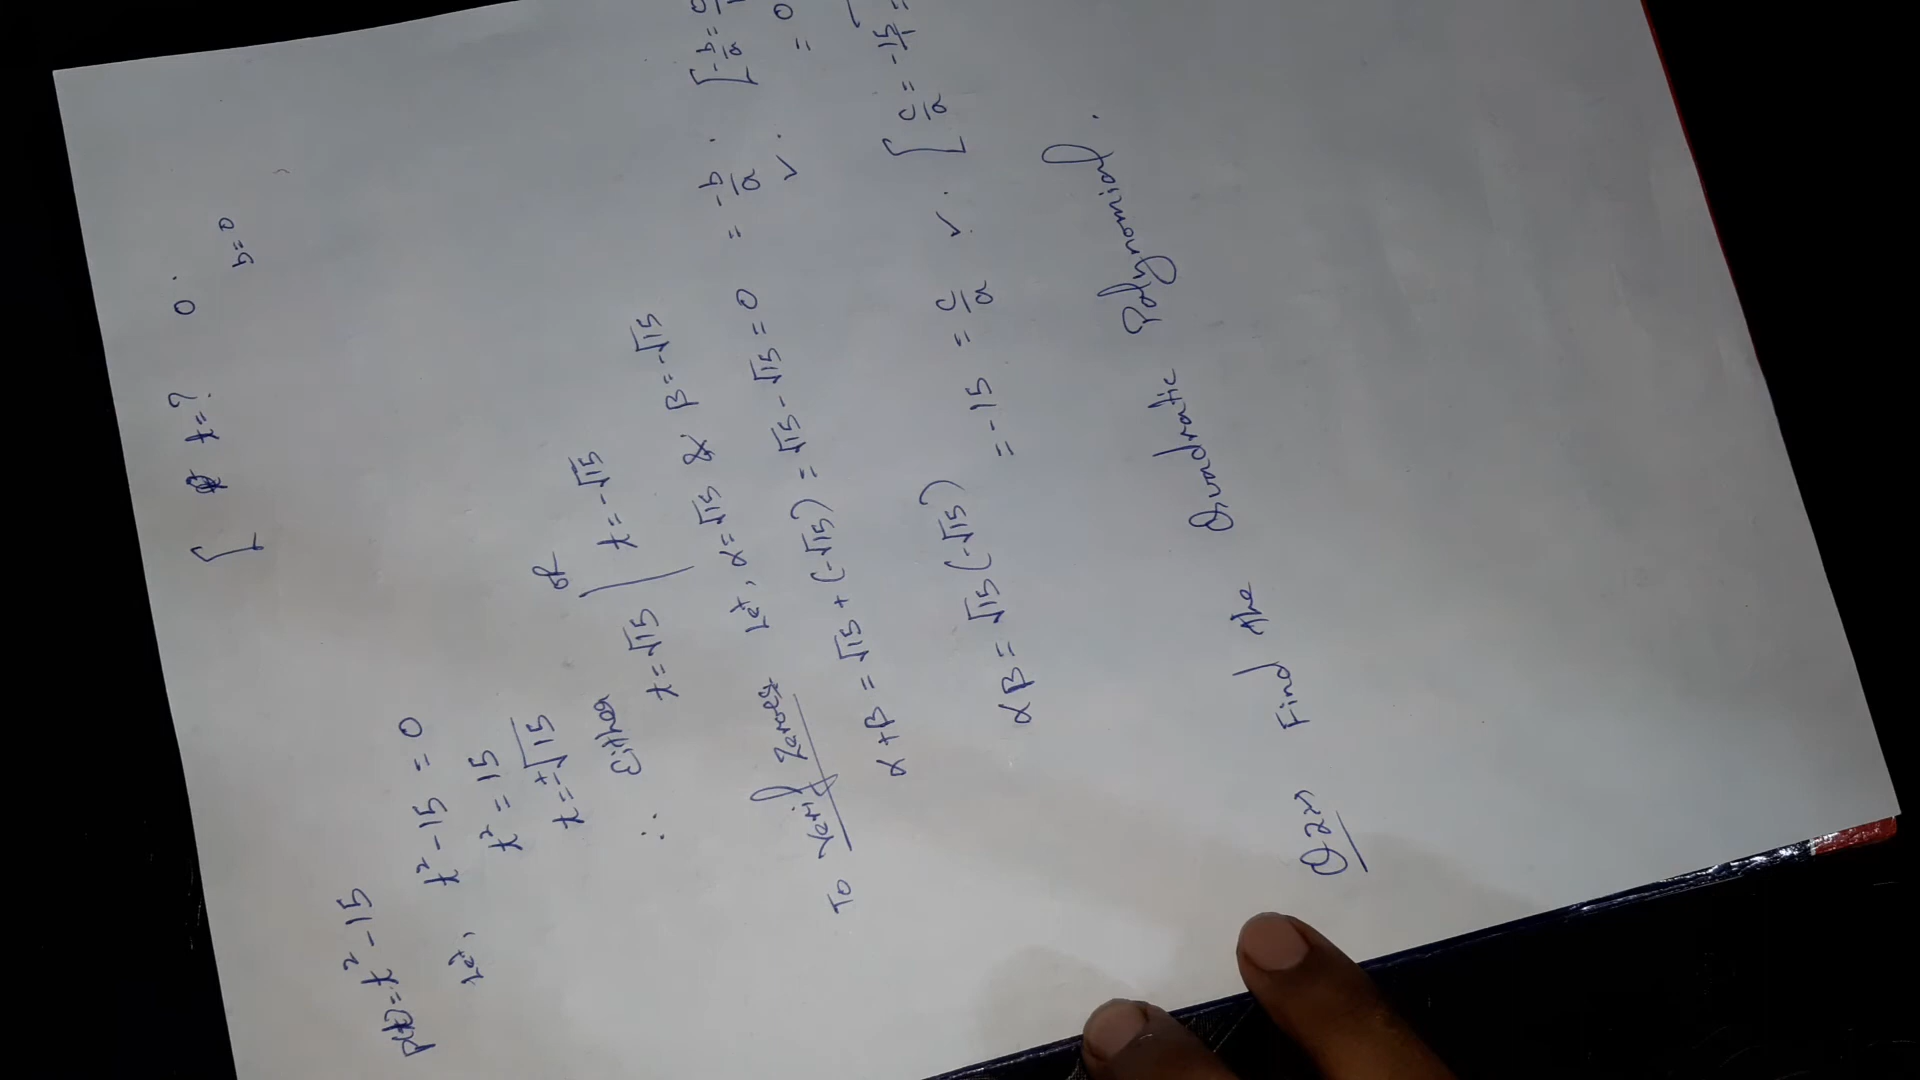 [ t=? 0.
b=0
p(t)=t²-15
Let, t²-15=0
t²=15
t=±√15
∴ Either t=√15 or t=-√15
To Verify Zeroes, Let, α=√15 & β=-√15
α+β=√15+(-√15)=√15-√15=0 = -b/a. [-b/a=
✓. =0
αβ=√15(-√15) =-15 =c/a ✓. [c/a=-15/1=
Q2⇒ Find the Quadratic Polynomial.